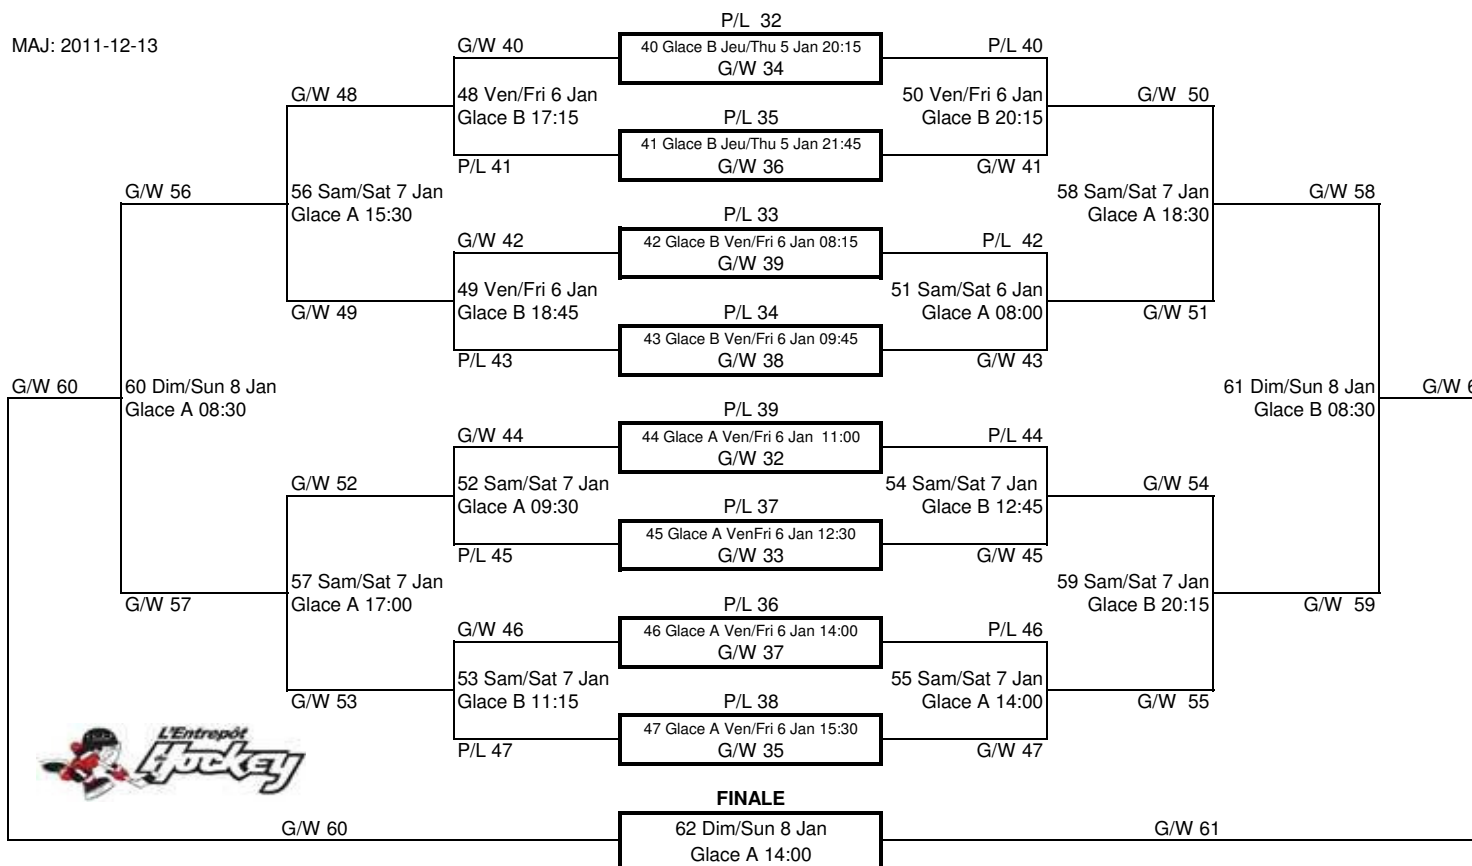 P/L 32
MAJ: 2011-12-13
G/W 40
40 Glace B Jeu/Thu 5 Jan 20:15
P/L 40
G/W 34
G/W 48
48 Ven/Fri 6 Jan
50 Ven/Fri 6 Jan
G/W 50
Glace B 17:15
P/L 35
Glace B 20:15
41 Glace B Jeu/Thu 5 Jan 21:45
P/L 41
G/W 36
G/W 41
G/W 56
56 Sam/Sat 7 Jan
58 Sam/Sat 7 Jan
G/W 58
Glace A 15:30
P/L 33
Glace A 18:30
G/W 42
42 Glace B Ven/Fri 6 Jan 08:15
P/L 42
G/W 39
49 Ven/Fri 6 Jan
51 Sam/Sat 6 Jan
G/W 49
Glace B 18:45
P/L 34
Glace A 08:00
G/W 51
43 Glace B Ven/Fri 6 Jan 09:45
P/L 43
G/W 38
G/W 43
G/W 60
60 Dim/Sun 8 Jan
61 Dim/Sun 8 Jan
G/W 6
Glace A 08:30
P/L 39
Glace B 08:30
G/W 44
44 Glace A Ven/Fri 6 Jan 11:00
P/L 44
G/W 32
G/W 52
52 Sam/Sat 7 Jan
54 Sam/Sat 7 Jan
G/W 54
Glace A 09:30
P/L 37
Glace B 12:45
45 Glace A VenFri 6 Jan 12:30
P/L 45
G/W 33
G/W 45
57 Sam/Sat 7 Jan
59 Sam/Sat 7 Jan
G/W 57
Glace A 17:00
P/L 36
Glace B 20:15
G/W 59
G/W 46
46 Glace A Ven/Fri 6 Jan 14:00
P/L 46
G/W 37
53 Sam/Sat 7 Jan
55 Sam/Sat 7 Jan
G/W 53
Glace B 11:15
P/L 38
Glace A 14:00
G/W 55
47 Glace A Ven/Fri 6 Jan 15:30
P/L 47
G/W 35
G/W 47
L'Entrepôt
Hockey
FINALE
G/W 60
62 Dim/Sun 8 Jan
G/W 61
Glace A 14:00